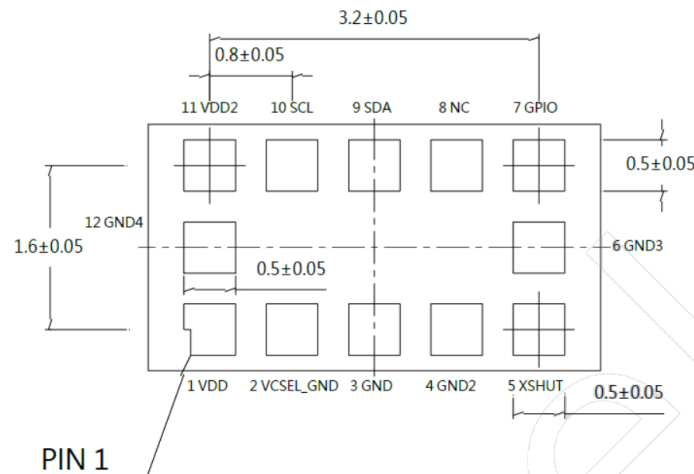 3.2±0.05
0.8±0.05
11 VDD2
10 SCL
9 SDA
8 NC
7 GPIO
0.5±0.05
12 GND4
1.6±0.05
6 GND3
0.5±0.05
1 VDD
2 VCSEL_GND
3 GND
4 GND2
5 XSHUT
0.5±0.05
PIN 1